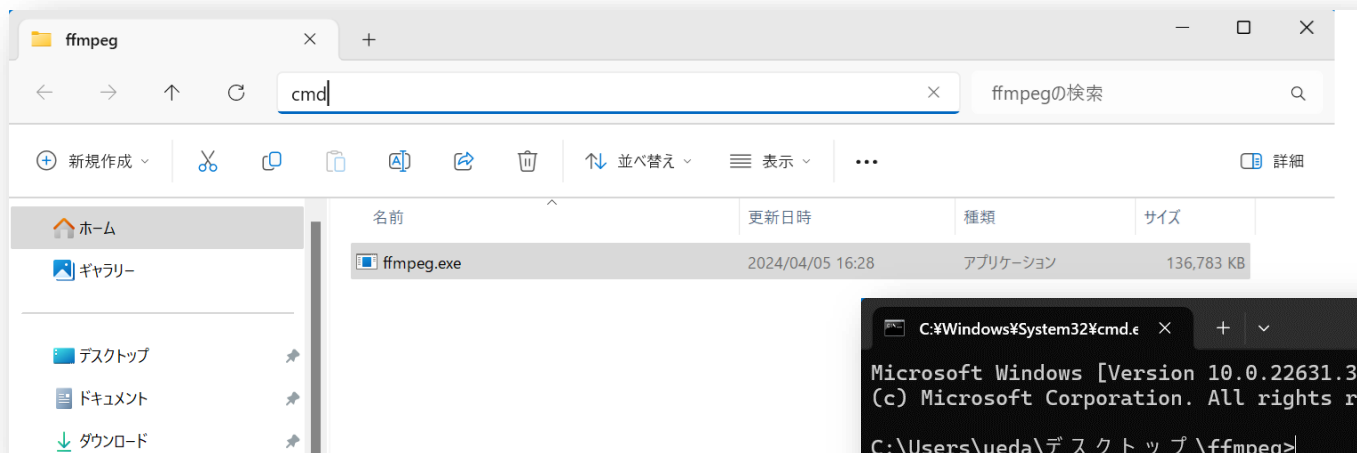 ffmpeg
cmd
ffmpegの検索
新規作成
並べ替え
表示
詳細
名前 更新日時 種類 サイズ
ffmpeg.exe 2024/04/05 16:28 アプリケーション 136,783 KB
ホーム
ギャラリー
デスクトップ
ドキュメント
ダウンロード
C:¥Windows¥System32¥cmd.e
Microsoft Windows [Version 10.0.22631.3
(c) Microsoft Corporation. All rights r
C:\Users\ueda\デスクトップ\ffmpeg>